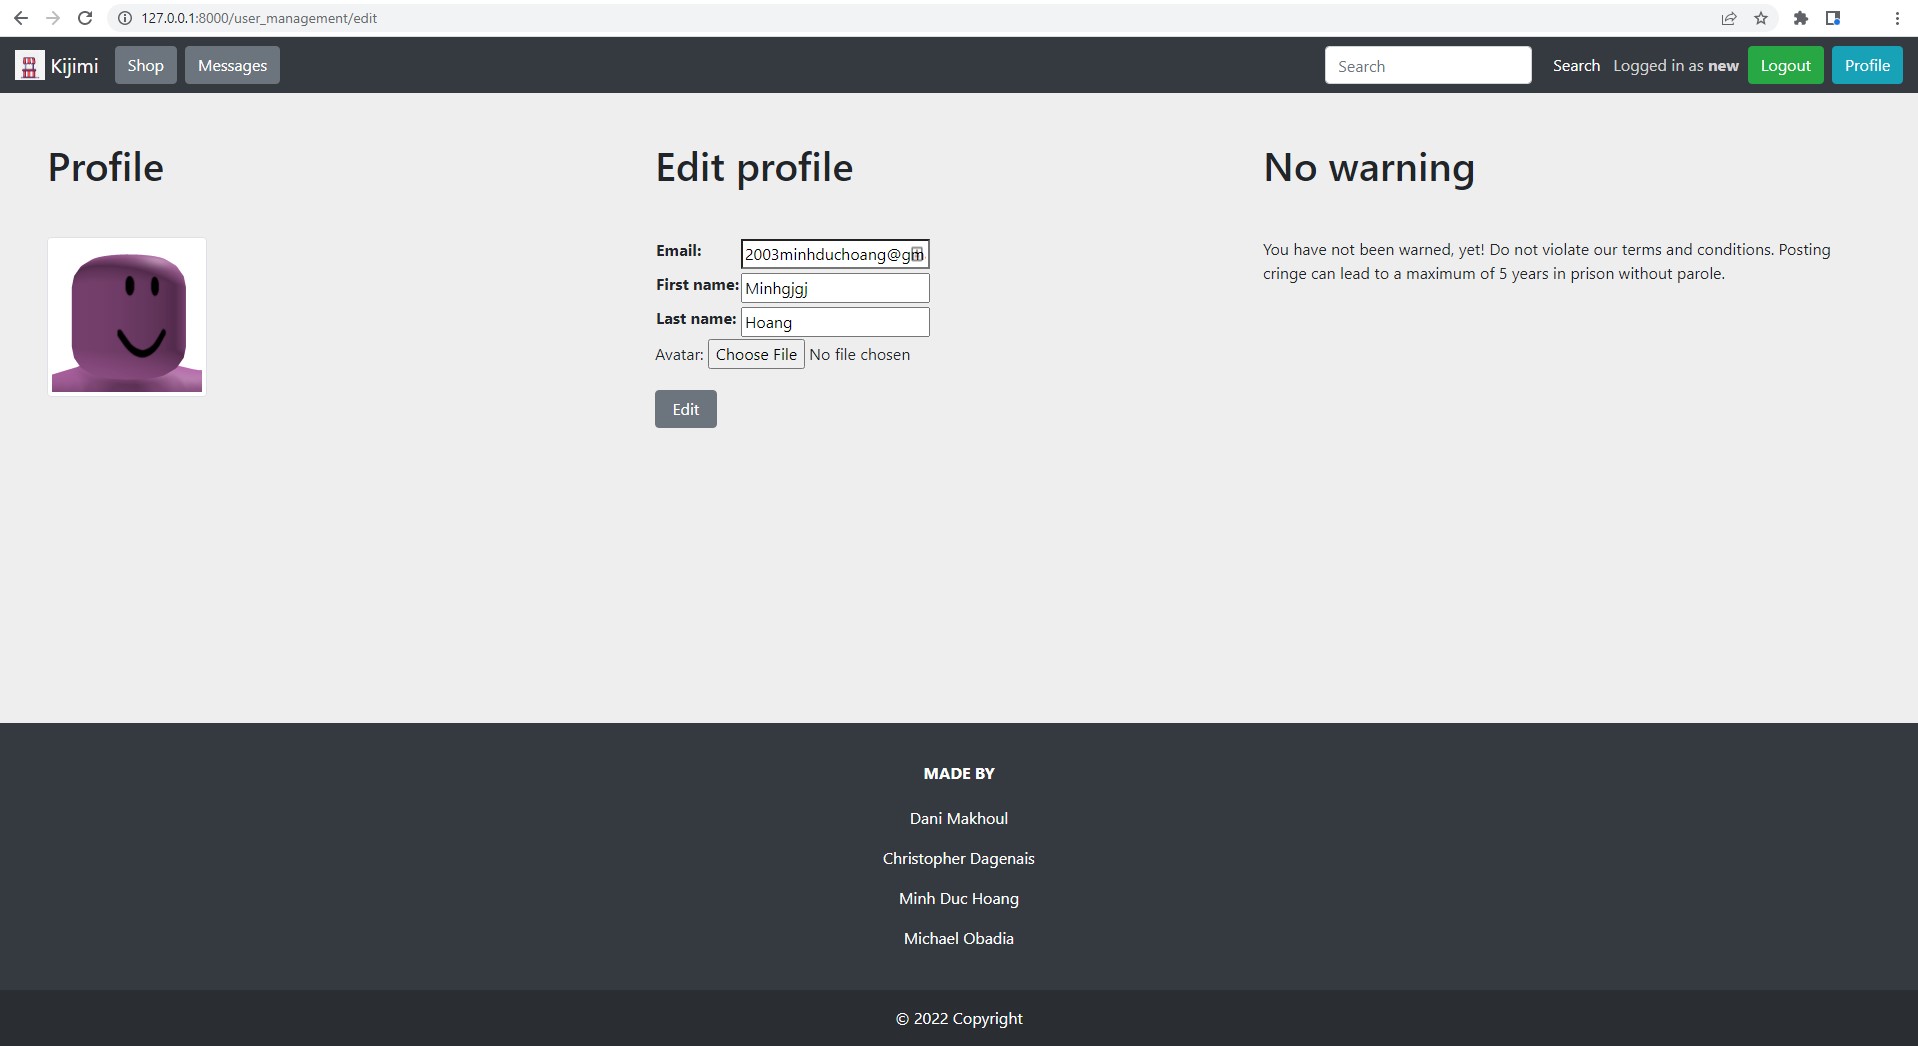 127.0.0.1:8000/user_management/edit
Kijimi Shop Messages Search Search Logged in as new Logout Profile
Profile
Edit profile
Email: 2003minhduchoang@gm
First name: Minhgjgj
Last name: Hoang
Avatar: Choose File No file chosen
Edit
No warning
You have not been warned, yet! Do not violate our terms and conditions. Posting
cringe can lead to a maximum of 5 years in prison without parole.
MADE BY
Dani Makhoul
Christopher Dagenais
Minh Duc Hoang
Michael Obadia
© 2022 Copyright